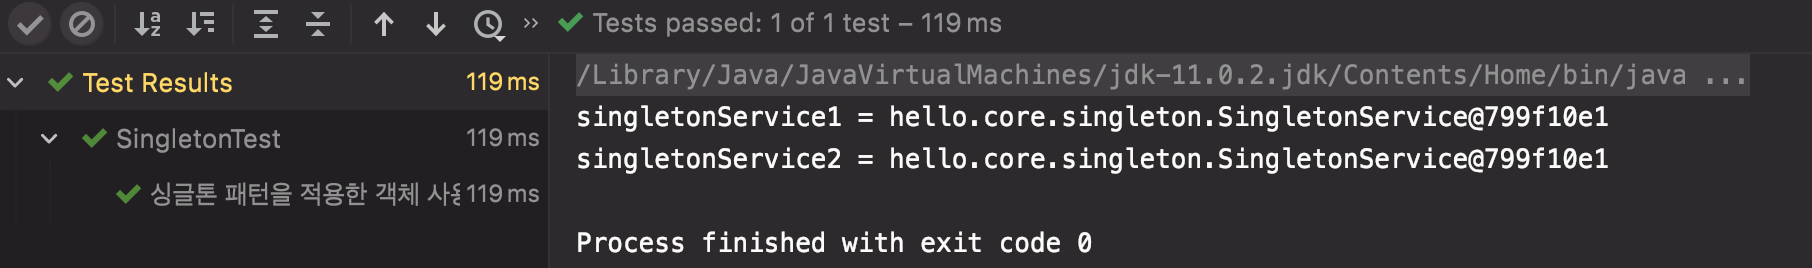 Tests passed: 1 of 1 test – 119 ms
Test Results 119 ms
SingletonTest 119 ms
싱글톤 패턴을 적용한 객체 사용 119 ms
/Library/Java/JavaVirtualMachines/jdk-11.0.2.jdk/Contents/Home/bin/java ...
singletonService1 = hello.core.singleton.SingletonService@799f10e1
singletonService2 = hello.core.singleton.SingletonService@799f10e1
Process finished with exit code 0